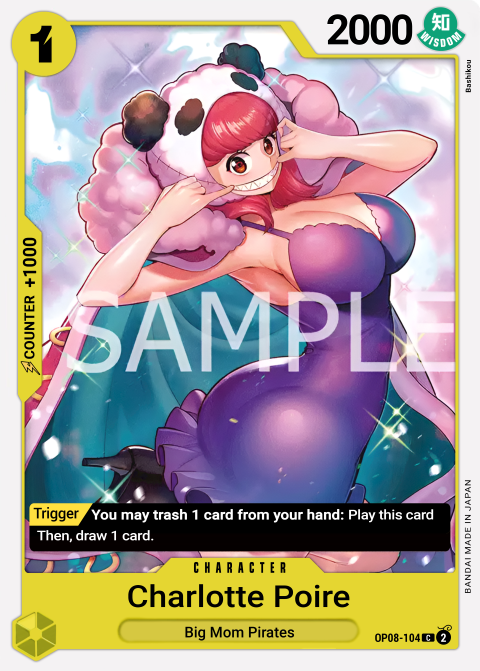 1
2000
知
WISDOM
Bashikou
COUNTER +1000
SAMPLE
Trigger You may trash 1 card from your hand: Play this card
Then, draw 1 card.
BANDAI MADE IN JAPAN
CHARACTER
Charlotte Poire
Big Mom Pirates
OP08-104 C 2